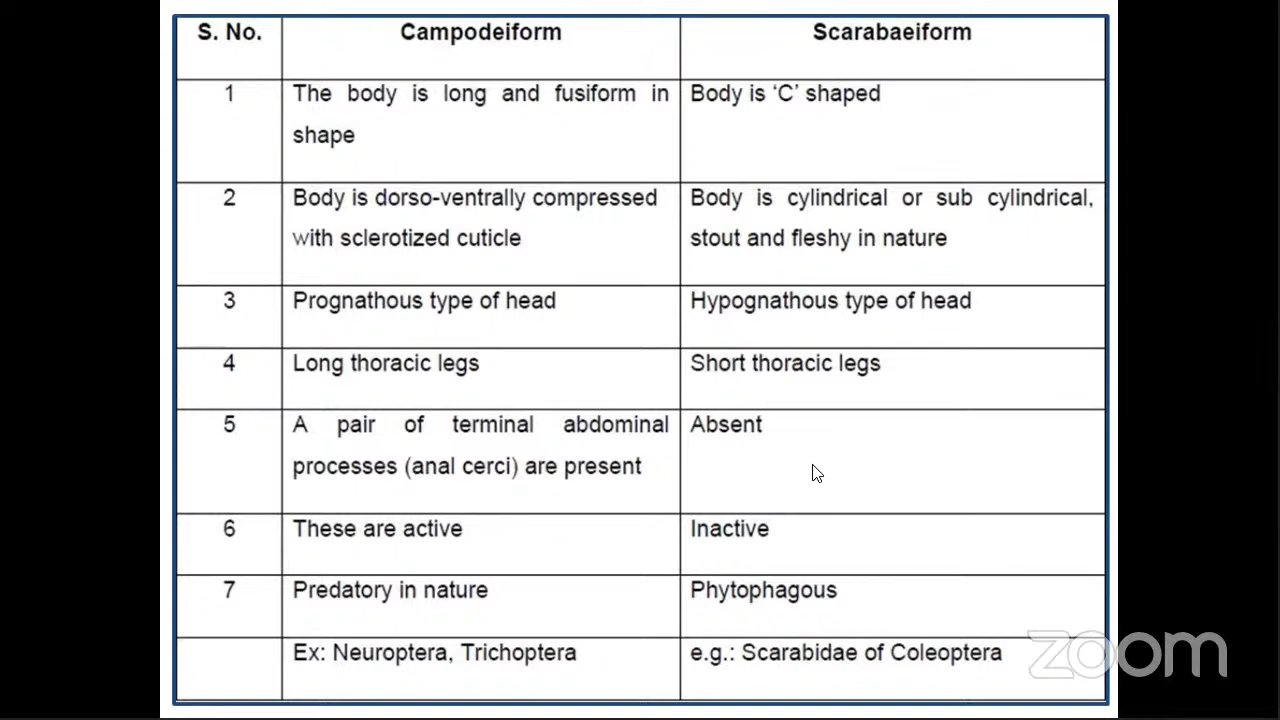 S. No. Campodeiform Scarabaeiform
1 The body is long and fusiform in Body is ‘C’ shaped
shape
2 Body is dorso-ventrally compressed Body is cylindrical or sub cylindrical,
with sclerotized cuticle stout and fleshy in nature
3 Prognathous type of head Hypognathous type of head
4 Long thoracic legs Short thoracic legs
5 A pair of terminal abdominal Absent
processes (anal cerci) are present
6 These are active Inactive
7 Predatory in nature Phytophagous
Ex: Neuroptera, Trichoptera e.g.: Scarabidae of Coleoptera
zoom